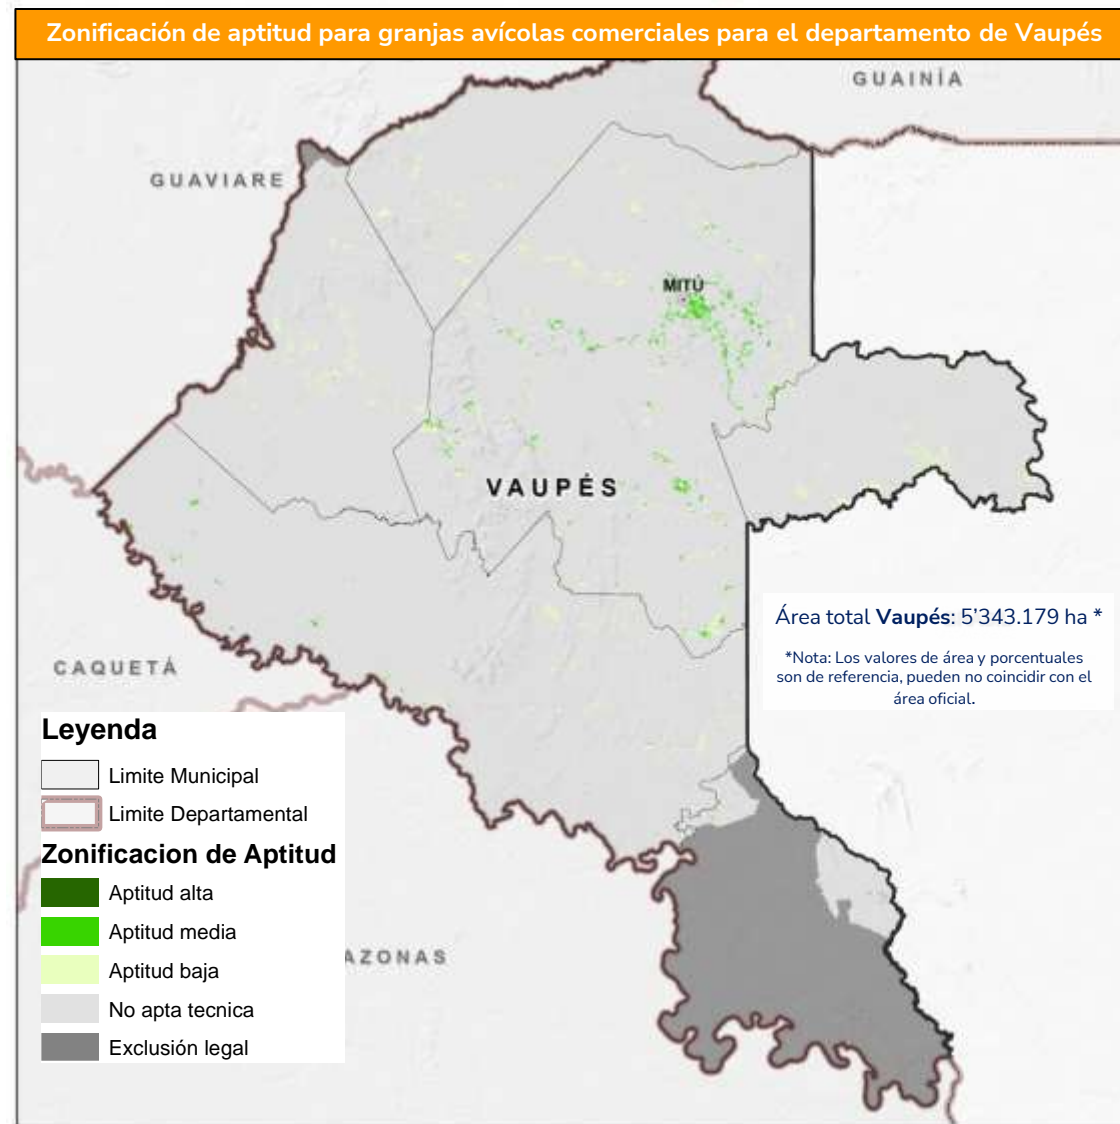 Zonificación de aptitud para granjas avícolas comerciales para el departamento de Vaupés
GUAINÍA
GUAVIARE
MITÚ
VAUPÉS
Área total Vaupés: 5'343.179 ha *
*Nota: Los valores de área y porcentuales
son de referencia, pueden no coincidir con el
área oficial.
CAQUETÁ
Leyenda
Limite Municipal
Limite Departamental
Zonificacion de Aptitud
Aptitud alta
Aptitud media
AZONAS
Aptitud baja
No apta tecnica
Exclusión legal